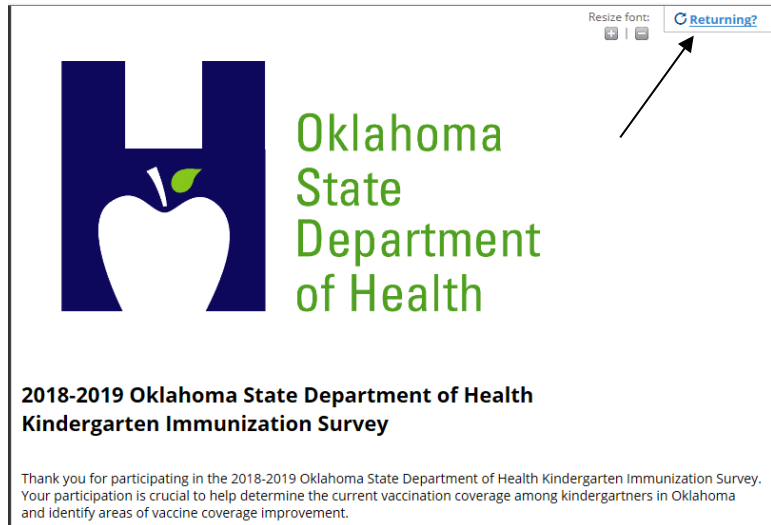 Resize font:
Returning?
Oklahoma
State
Department
of Health
2018-2019 Oklahoma State Department of Health
Kindergarten Immunization Survey
Thank you for participating in the 2018-2019 Oklahoma State Department of Health Kindergarten Immunization Survey.
Your participation is crucial to help determine the current vaccination coverage among kindergartners in Oklahoma
and identify areas of vaccine coverage improvement.